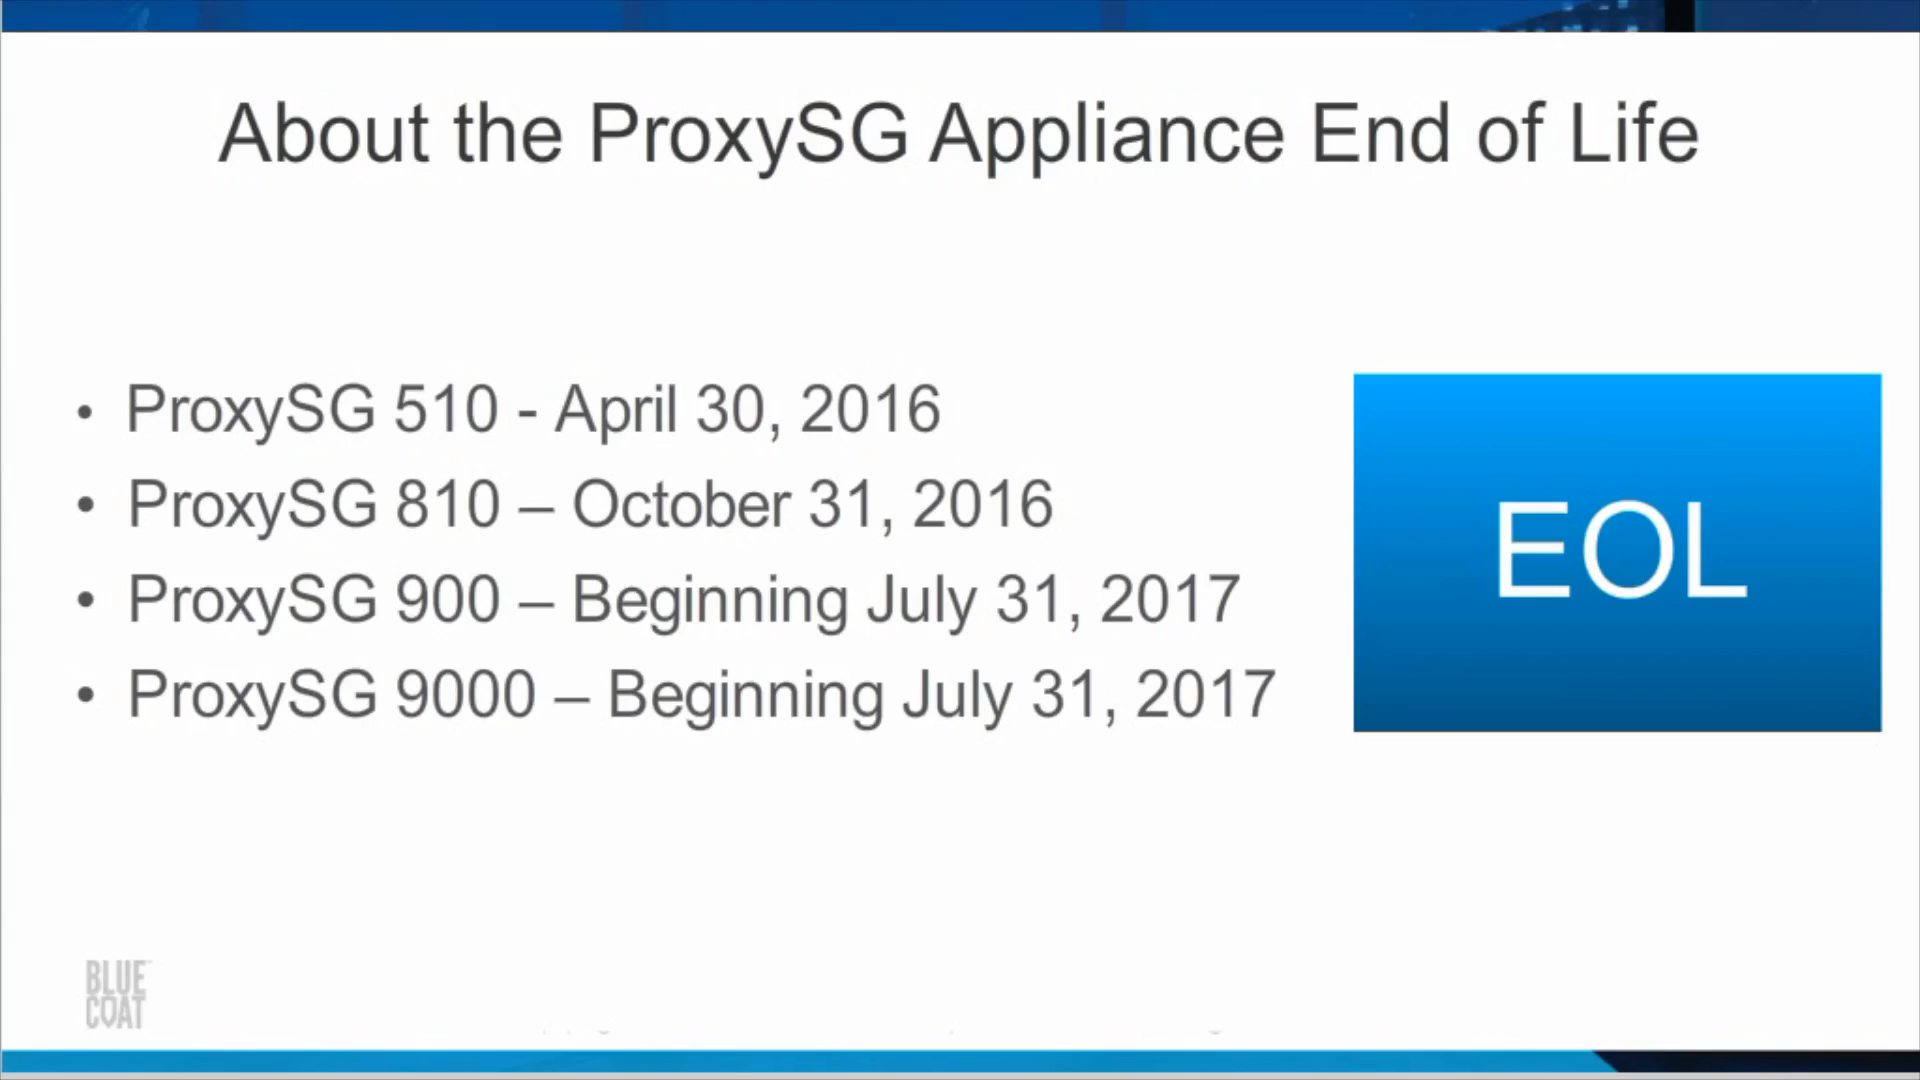 About the ProxySG Appliance End of Life
• ProxySG 510 - April 30, 2016
• ProxySG 810 – October 31, 2016
• ProxySG 900 – Beginning July 31, 2017
• ProxySG 9000 – Beginning July 31, 2017
EOL
BLUE
COAT